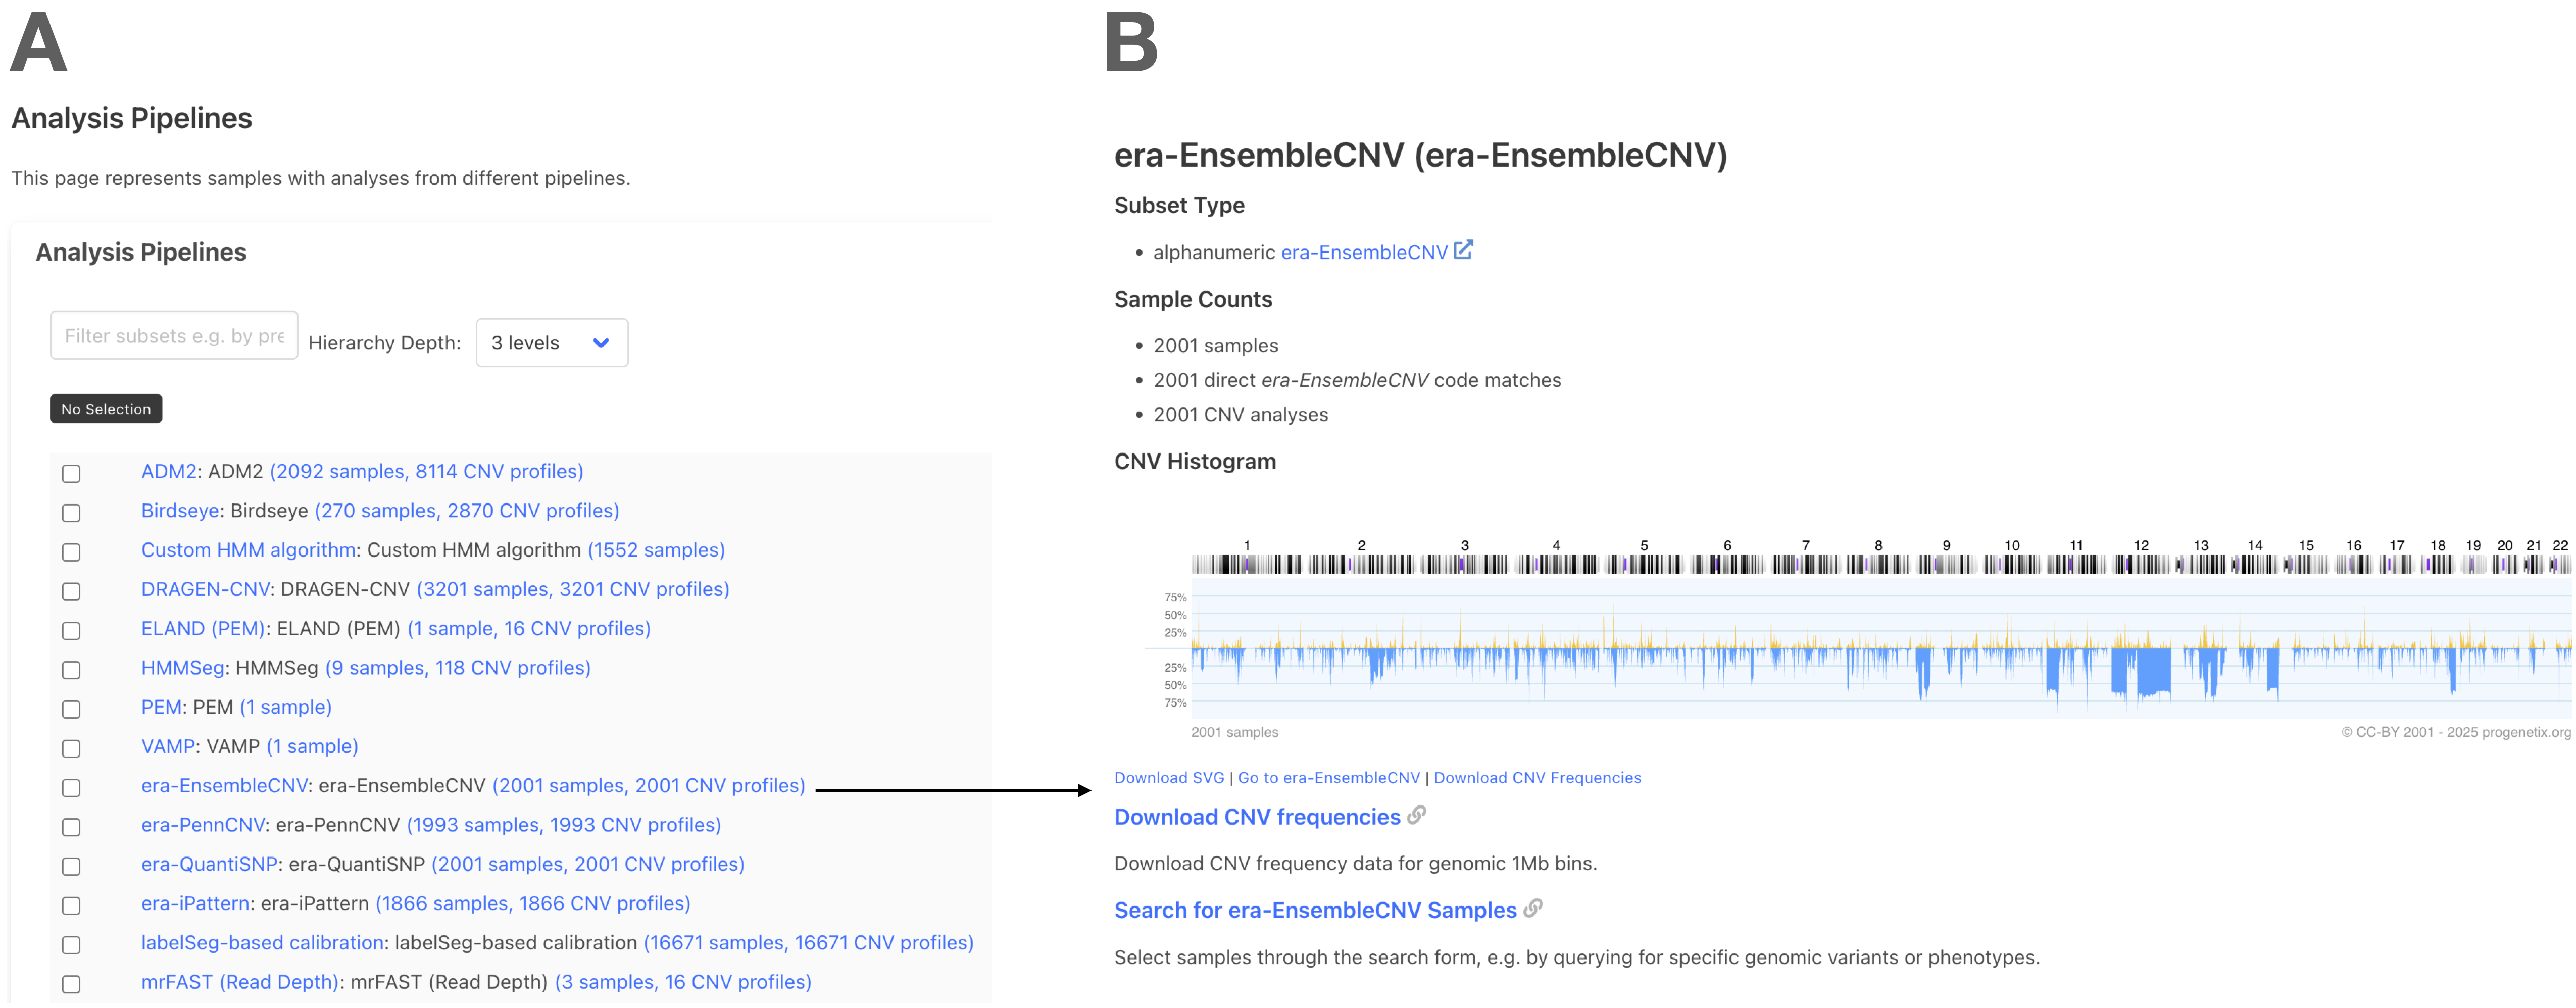 A
Analysis Pipelines
This page represents samples with analyses from different pipelines.
Analysis Pipelines
Filter subsets e.g. by pre
Hierarchy Depth:
3 levels
No Selection
ADM2: ADM2 (2092 samples, 8114 CNV profiles)
Birdseye: Birdseye (270 samples, 2870 CNV profiles)
Custom HMM algorithm: Custom HMM algorithm (1552 samples)
DRAGEN-CNV: DRAGEN-CNV (3201 samples, 3201 CNV profiles)
ELAND (PEM): ELAND (PEM) (1 sample, 16 CNV profiles)
HMMSeg: HMMSeg (9 samples, 118 CNV profiles)
PEM: PEM (1 sample)
VAMP: VAMP (1 sample)
era-EnsembleCNV: era-EnsembleCNV (2001 samples, 2001 CNV profiles)
era-PennCNV: era-PennCNV (1993 samples, 1993 CNV profiles)
era-QuantiSNP: era-QuantiSNP (2001 samples, 2001 CNV profiles)
era-iPattern: era-iPattern (1866 samples, 1866 CNV profiles)
labelSeg-based calibration: labelSeg-based calibration (16671 samples, 16671 CNV profiles)
mrFAST (Read Depth): mrFAST (Read Depth) (3 samples, 16 CNV profiles)
B
era-EnsembleCNV (era-EnsembleCNV)
Subset Type
• alphanumeric era-EnsembleCNV
Sample Counts
• 2001 samples
• 2001 direct era-EnsembleCNV code matches
• 2001 CNV analyses
CNV Histogram
1 2 3 4 5 6 7 8 9 10 11 12 13 14 15 16 17 18 19 20 21 22
75%
50%
25%
25%
50%
75%
2001 samples
© CC-BY 2001 - 2025 progenetix.org
Download SVG | Go to era-EnsembleCNV | Download CNV Frequencies
Download CNV frequencies
Download CNV frequency data for genomic 1Mb bins.
Search for era-EnsembleCNV Samples
Select samples through the search form, e.g. by querying for specific genomic variants or phenotypes.